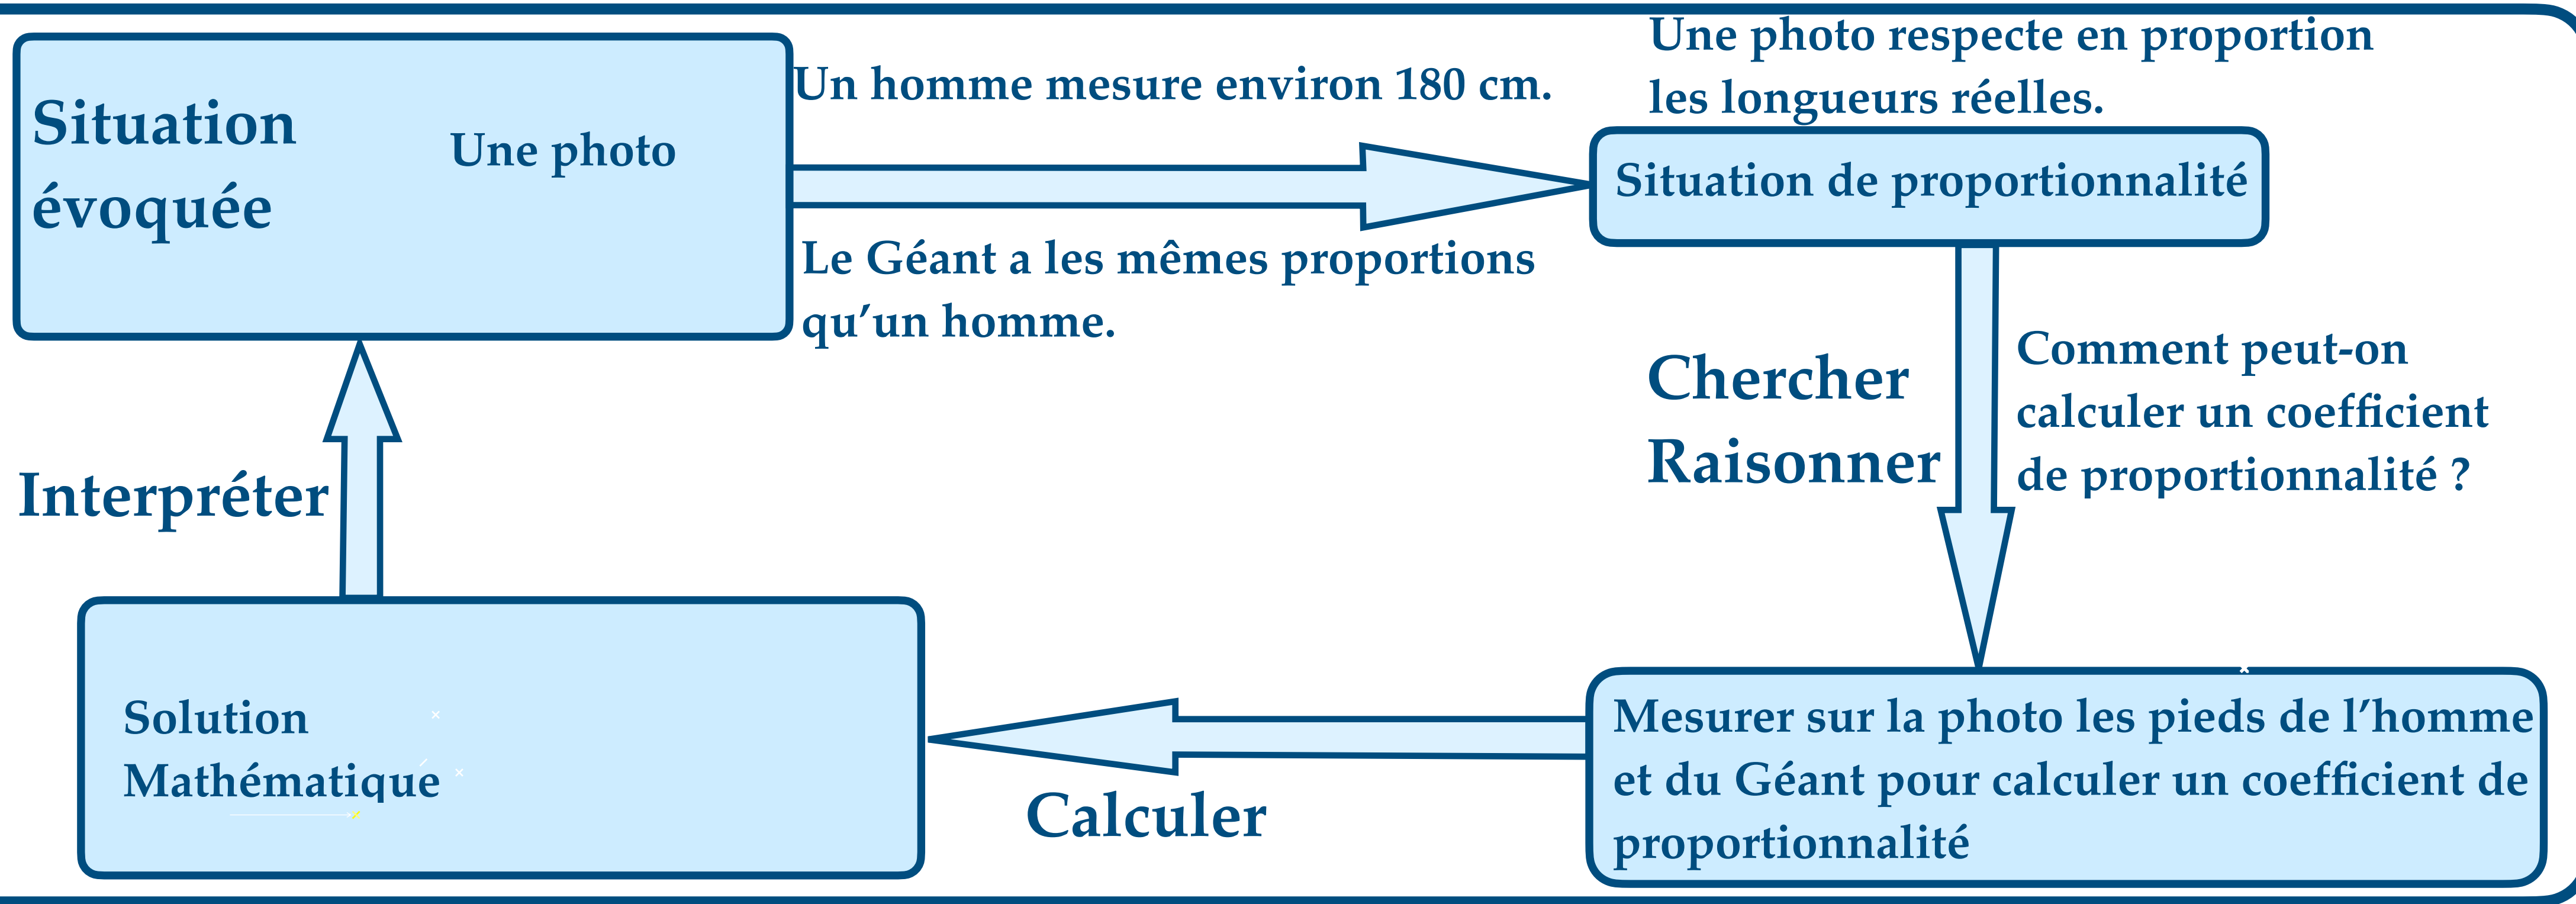 Situation
évoquée
Une photo
Un homme mesure environ 180 cm.
Le Géant a les mêmes proportions
qu’un homme.
Une photo respecte en proportion
les longueurs réelles.
Situation de proportionnalité
Chercher
Raisonner
Comment peut-on
calculer un coefficient
de proportionnalité ?
Mesurer sur la photo les pieds de l’homme
et du Géant pour calculer un coefficient de
proportionnalité
Calculer
Solution
Mathématique
Interpréter